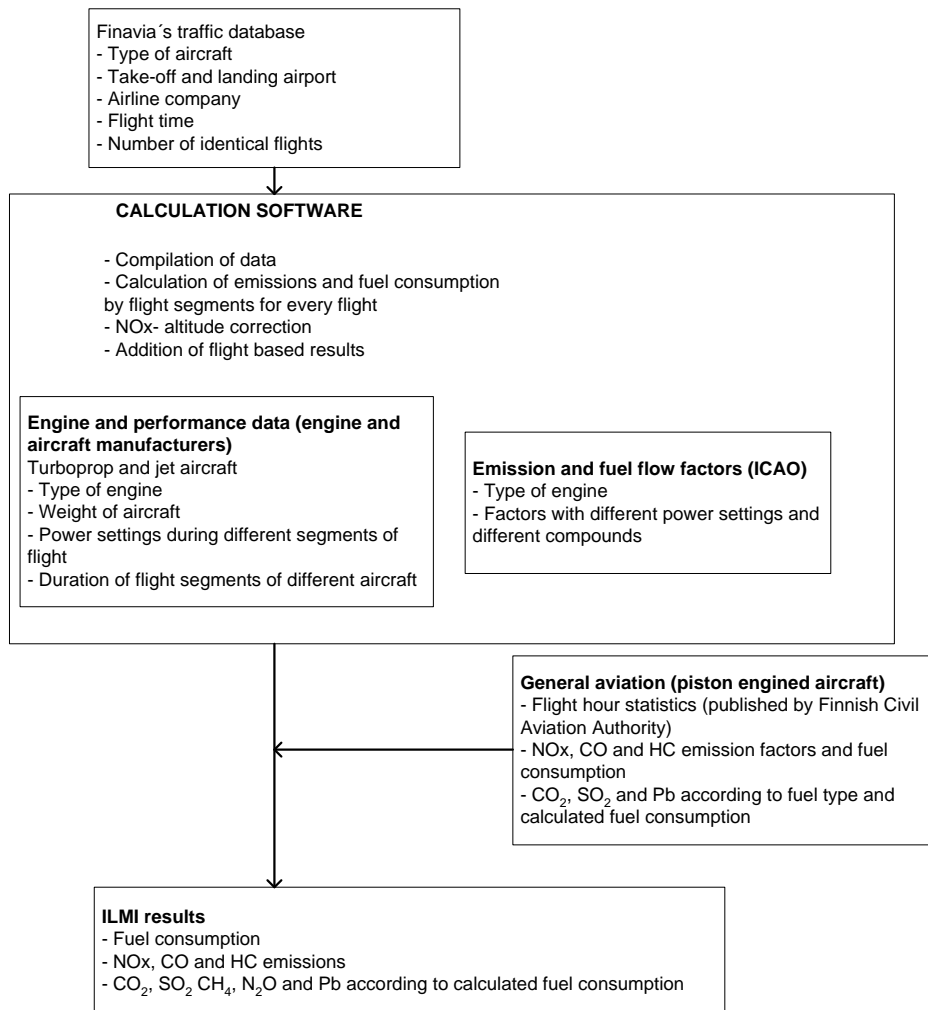 Finavia´s traffic database
- Type of aircraft
- Take-off and landing airport
- Airline company
- Flight time
- Number of identical flights
CALCULATION SOFTWARE
- Compilation of data
- Calculation of emissions and fuel consumption
by flight segments for every flight
- NOx- altitude correction
- Addition of flight based results
Engine and performance data (engine and
aircraft manufacturers)
Turboprop and jet aircraft
- Type of engine
- Weight of aircraft
- Power settings during different segments of
flight
- Duration of flight segments of different aircraft
Emission and fuel flow factors (ICAO)
- Type of engine
- Factors with different power settings and
different compounds
General aviation (piston engined aircraft)
- Flight hour statistics (published by Finnish Civil
Aviation Authority)
- NOx, CO and HC emission factors and fuel
consumption
- CO₂, SO₂ and Pb according to fuel type and
calculated fuel consumption
ILMI results
- Fuel consumption
- NOx, CO and HC emissions
- CO₂, SO₂ CH₄, N₂O and Pb according to calculated fuel consumption